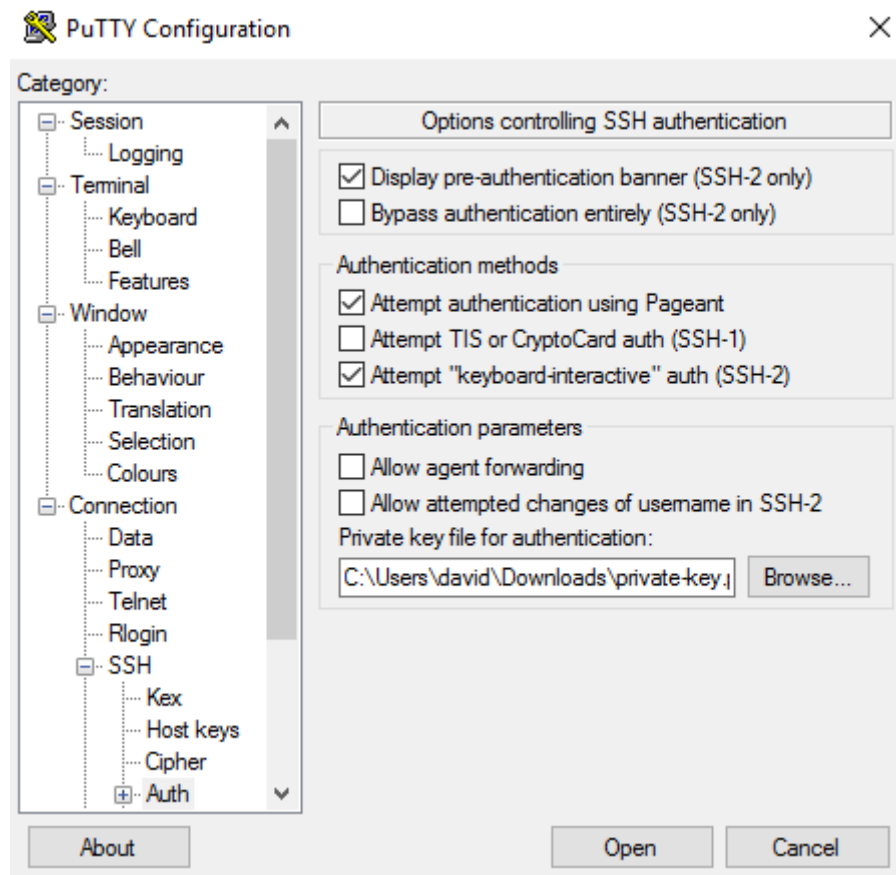 PuTTY Configuration
Category:
Session
Logging
Terminal
Keyboard
Bell
Features
Window
Appearance
Behaviour
Translation
Selection
Colours
Connection
Data
Proxy
Telnet
Rlogin
SSH
Kex
Host keys
Cipher
Auth
Options controlling SSH authentication
Display pre-authentication banner (SSH-2 only)
Bypass authentication entirely (SSH-2 only)
Authentication methods
Attempt authentication using Pageant
Attempt TIS or CryptoCard auth (SSH-1)
Attempt "keyboard-interactive" auth (SSH-2)
Authentication parameters
Allow agent forwarding
Allow attempted changes of username in SSH-2
Private key file for authentication:
C:\Users\david\Downloads\private-key.p Browse...
About Open Cancel